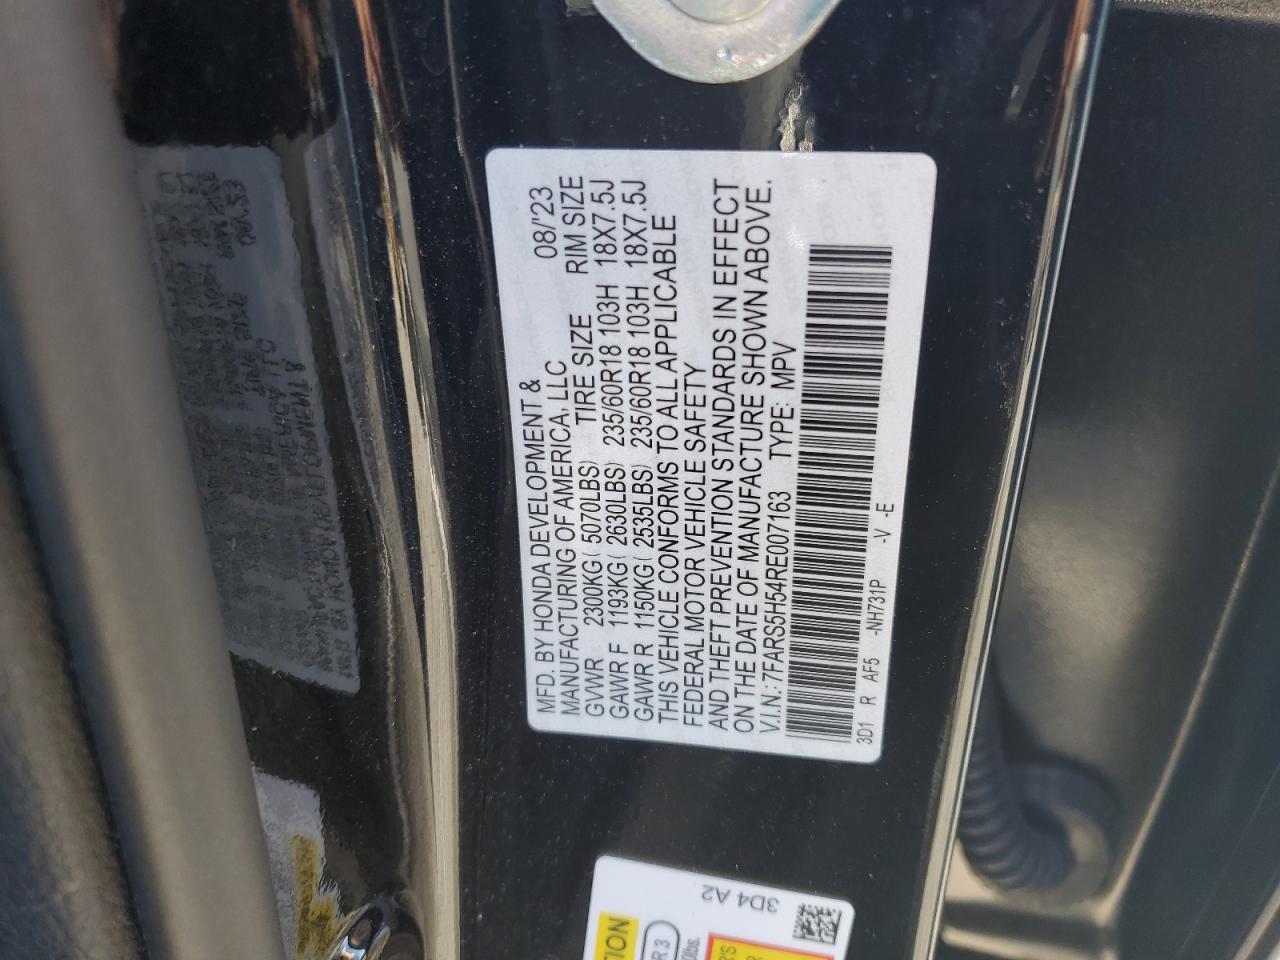 MFD. BY HONDA DEVELOPMENT & 08/'23
MANUFACTURING OF AMERICA, LLC
TIRE SIZE RIM SIZE
GVWR 2300KG ( 5070LBS)
GAWR F 1193KG ( 2630LBS) 235/60R18 103H 18X7.5J
GAWR R 1150KG ( 2535LBS) 235/60R18 103H 18X7.5J
THIS VEHICLE CONFORMS TO ALL APPLICABLE
FEDERAL MOTOR VEHICLE SAFETY
AND THEFT PREVENTION STANDARDS IN EFFECT
ON THE DATE OF MANUFACTURE SHOWN ABOVE.
V.I.N.: 7FARS5H54RE007163 TYPE: MPV
3D1 R AF5 -NH731P -V -E
3D4 A2